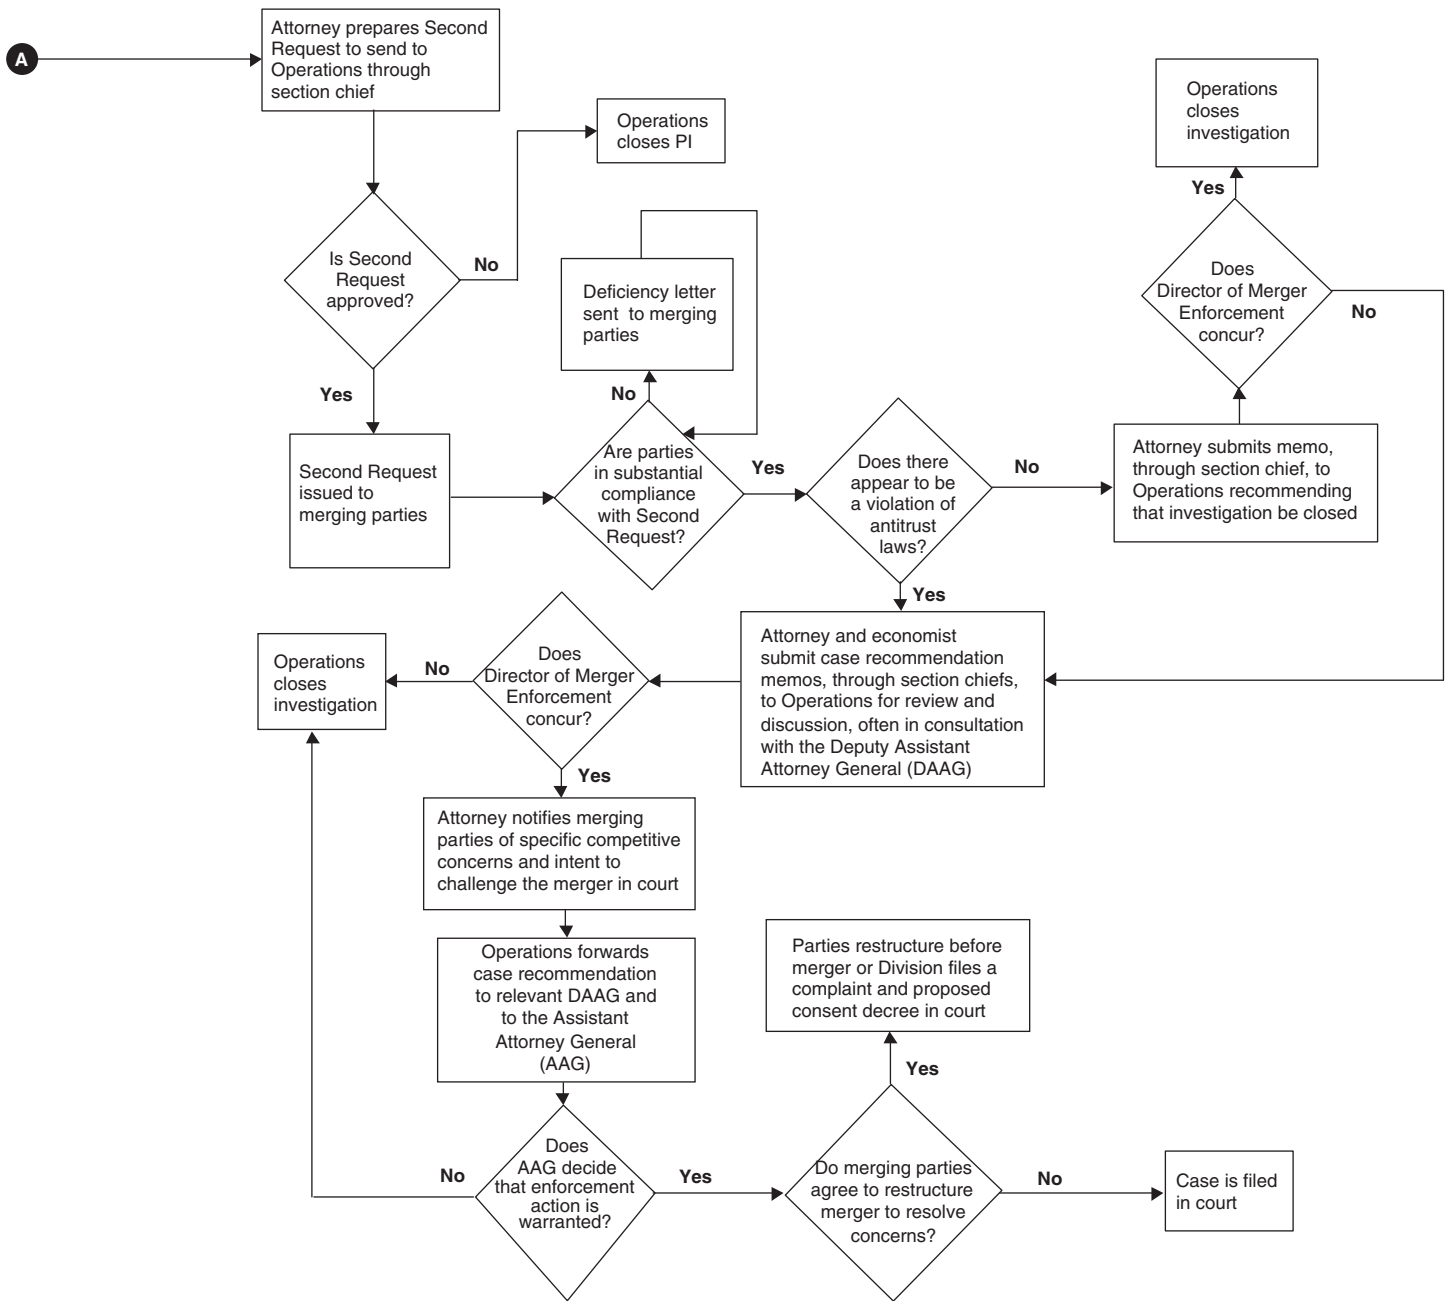 A
Attorney prepares Second
Request to send to
Operations through
section chief
Operations
closes PI
Operations
closes
investigation
Yes
Is Second
Request
approved?
No
Does
Director of Merger
Enforcement
concur?
No
Deficiency letter
sent to merging
parties
Yes
No
Second Request
issued to
merging parties
Are parties
in substantial
compliance
with Second
Request?
Yes
Does there
appear to be
a violation of
antitrust
laws?
No
Attorney submits memo,
through section chief, to
Operations recommending
that investigation be closed
Yes
Attorney and economist
submit case recommendation
memos, through section chiefs,
to Operations for review and
discussion, often in consultation
with the Deputy Assistant
Attorney General (DAAG)
Does
Director of Merger
Enforcement
concur?
No
Operations
closes
investigation
Yes
Attorney notifies merging
parties of specific competitive
concerns and intent to
challenge the merger in court
Operations forwards
case recommendation
to relevant DAAG and
to the Assistant
Attorney General
(AAG)
Parties restructure before
merger or Division files a
complaint and proposed
consent decree in court
Yes
Does
AAG decide
that enforcement
action is
warranted?
No
Yes
Do merging parties
agree to restructure
merger to resolve
concerns?
No
Case is filed
in court